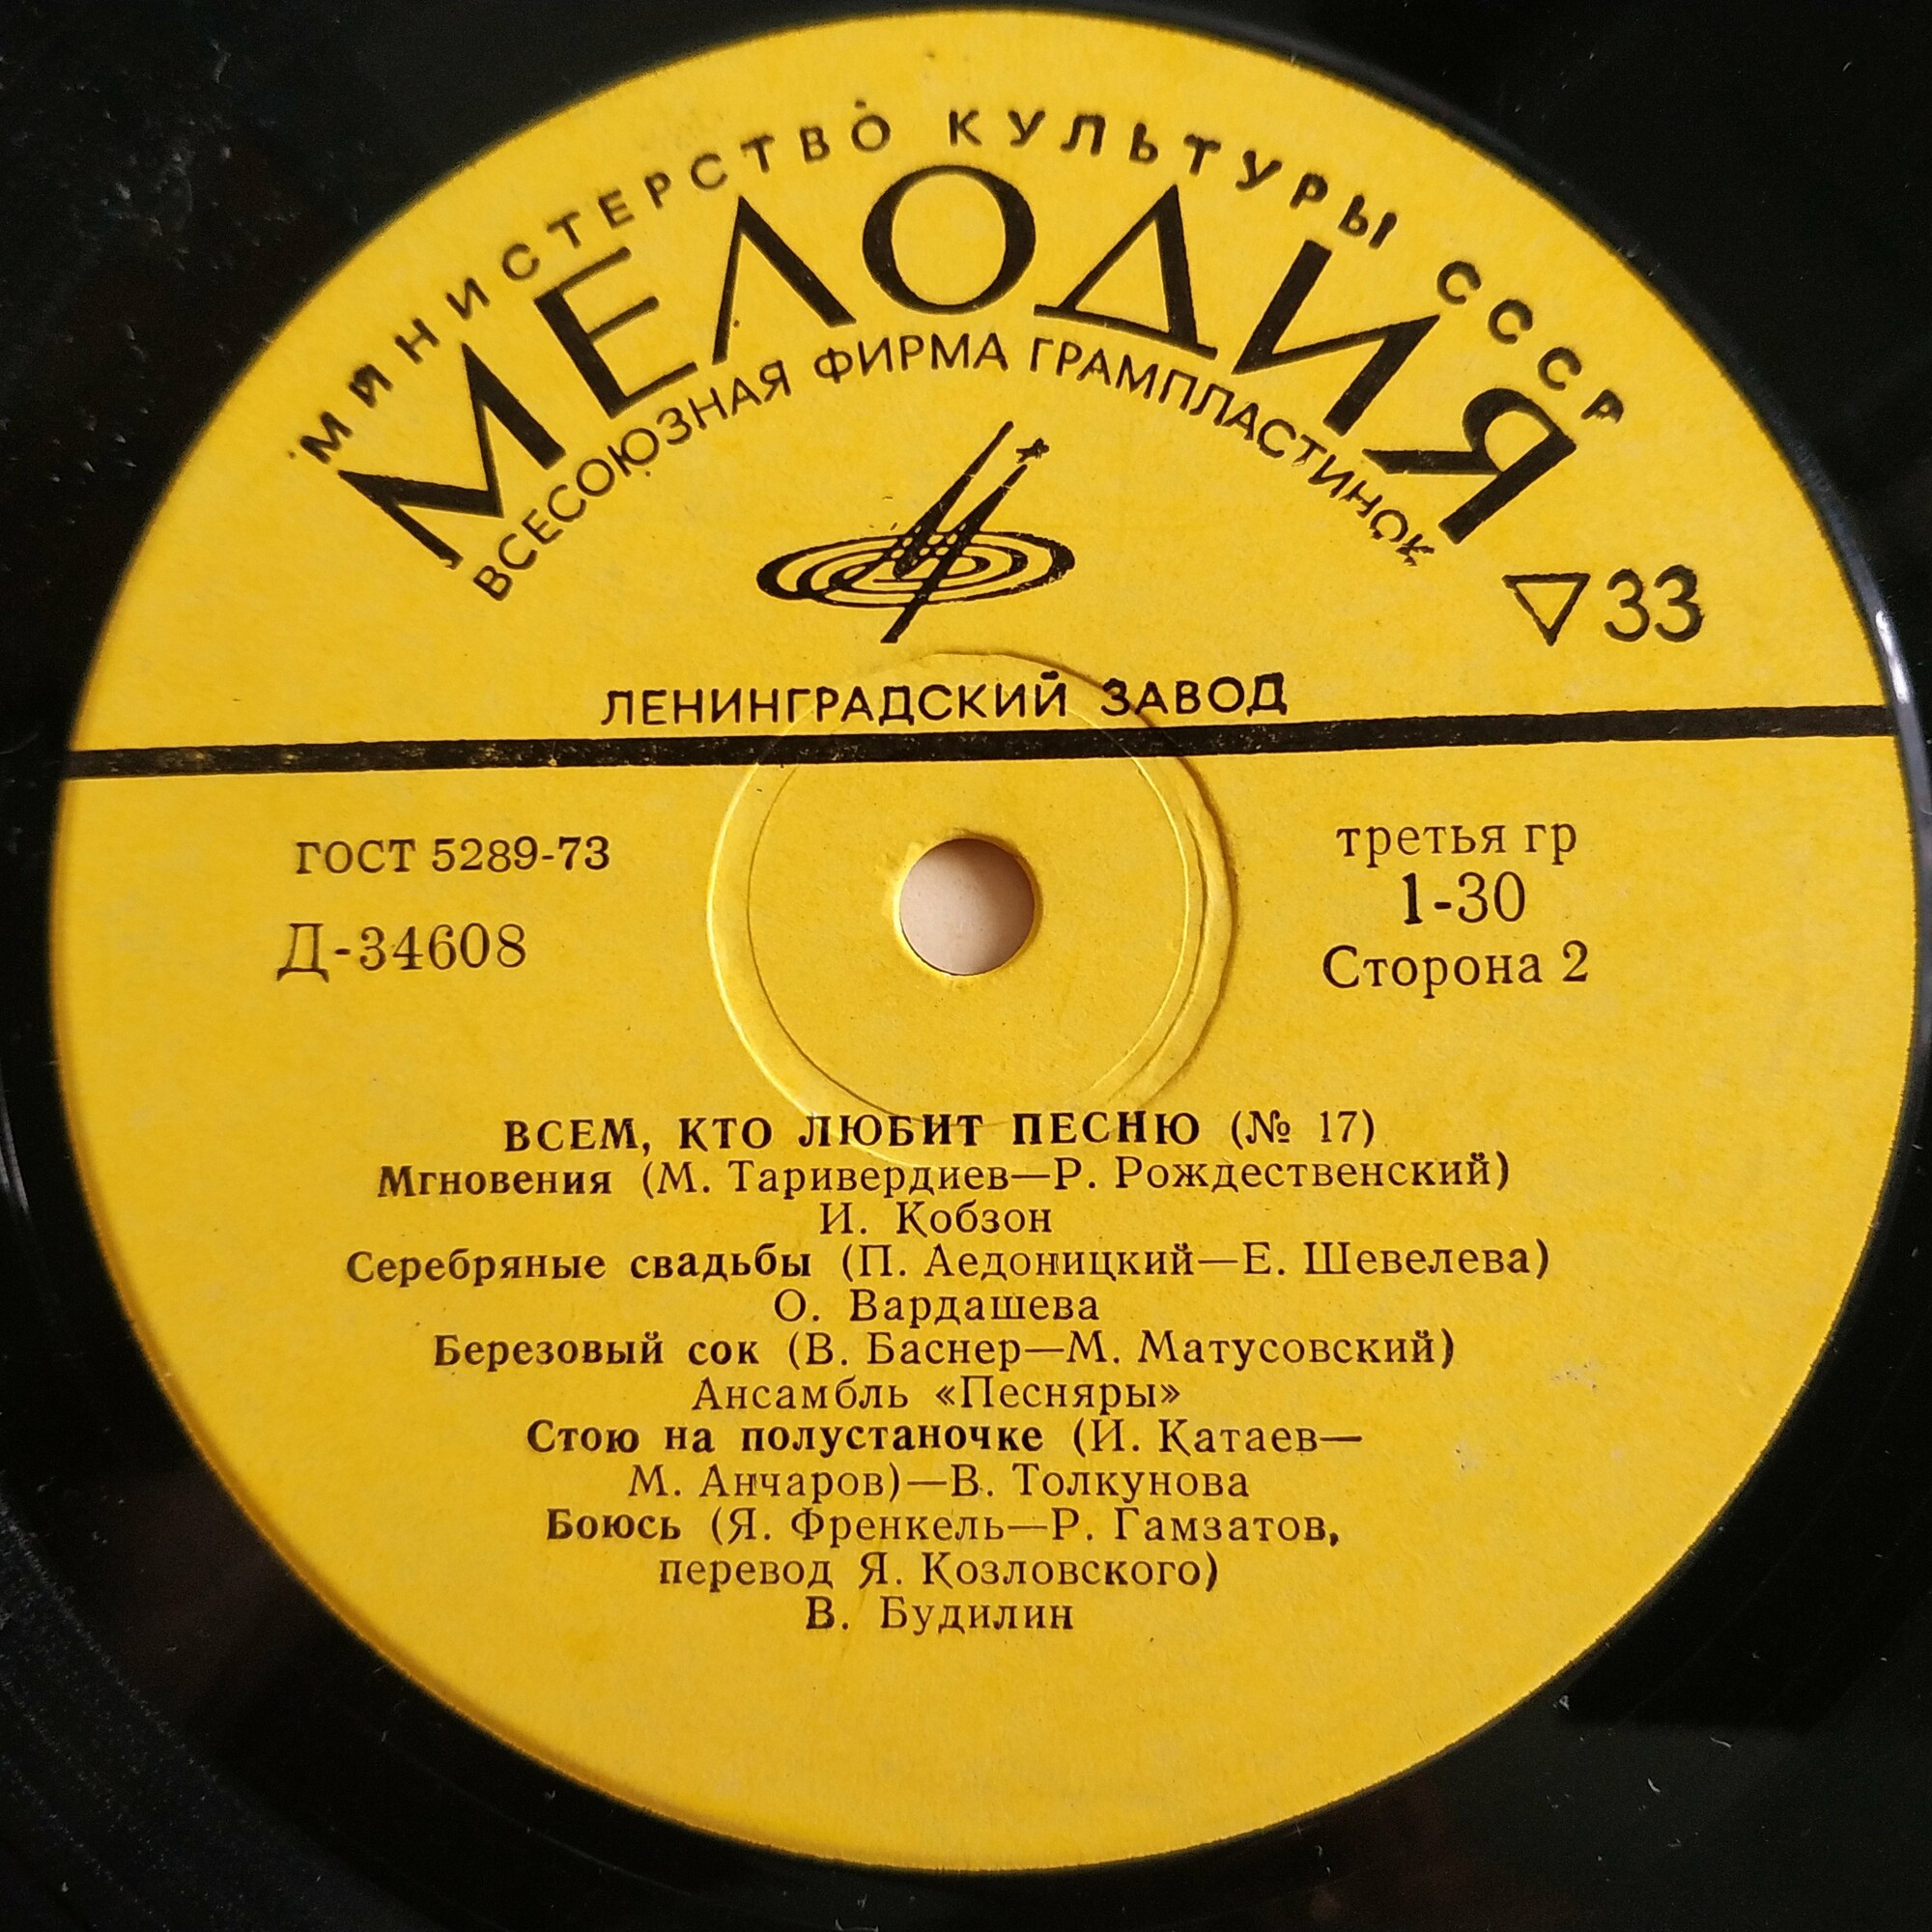 МИНИСТЕРСТВО КУЛЬТУРЫ СССР
МЕЛОДИЯ
ВСЕСОЮЗНАЯ ФИРМА ГРАМПЛАСТИНОК
33
ЛЕНИНГРАДСКИЙ ЗАВОД
ГОСТ 5289-73
Д-34608
третья гр
1-30
Сторона 2
ВСЕМ, КТО ЛЮБИТ ПЕСНЮ (№ 17)
Мгновения (М. Таривердиев—Р. Рождественский)
И. Кобзон
Серебряные свадьбы (П. Аедоницкий—Е. Шевелева)
О. Вардашева
Березовый сок (В. Баснер—М. Матусовский)
Ансамбль «Песняры»
Стою на полустаночке (И. Катаев—
М. Анчаров)—В. Толкунова
Боюсь (Я. Френкель—Р. Гамзатов,
перевод Я. Козловского)
В. Будилин